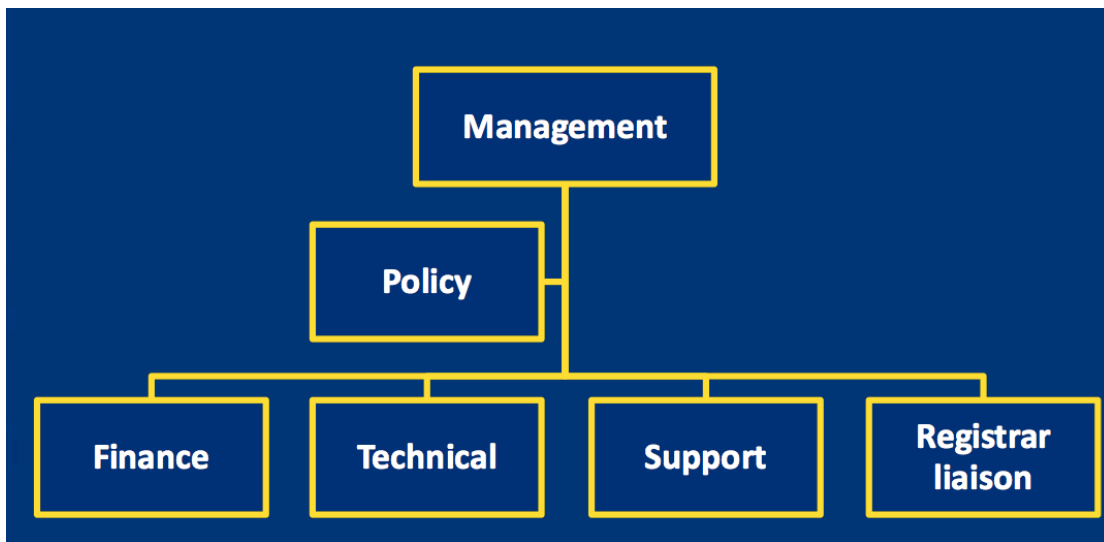 Management
Policy
Finance
Technical
Support
Registrar
liaison